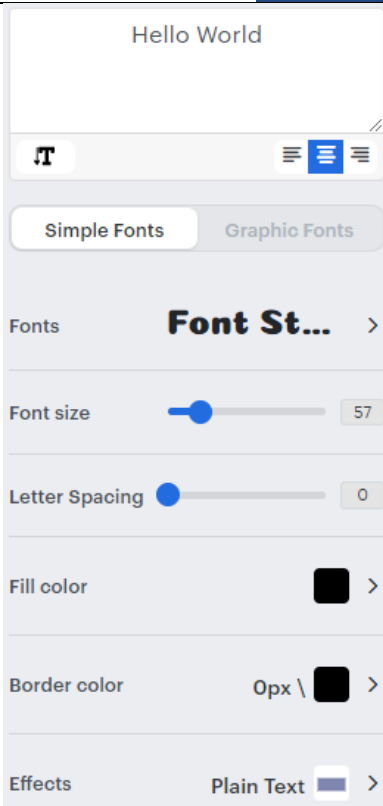 Hello World
Simple Fonts Graphic Fonts
Fonts Font St...
Font size 57
Letter Spacing 0
Fill color
Border color 0px \
Effects Plain Text